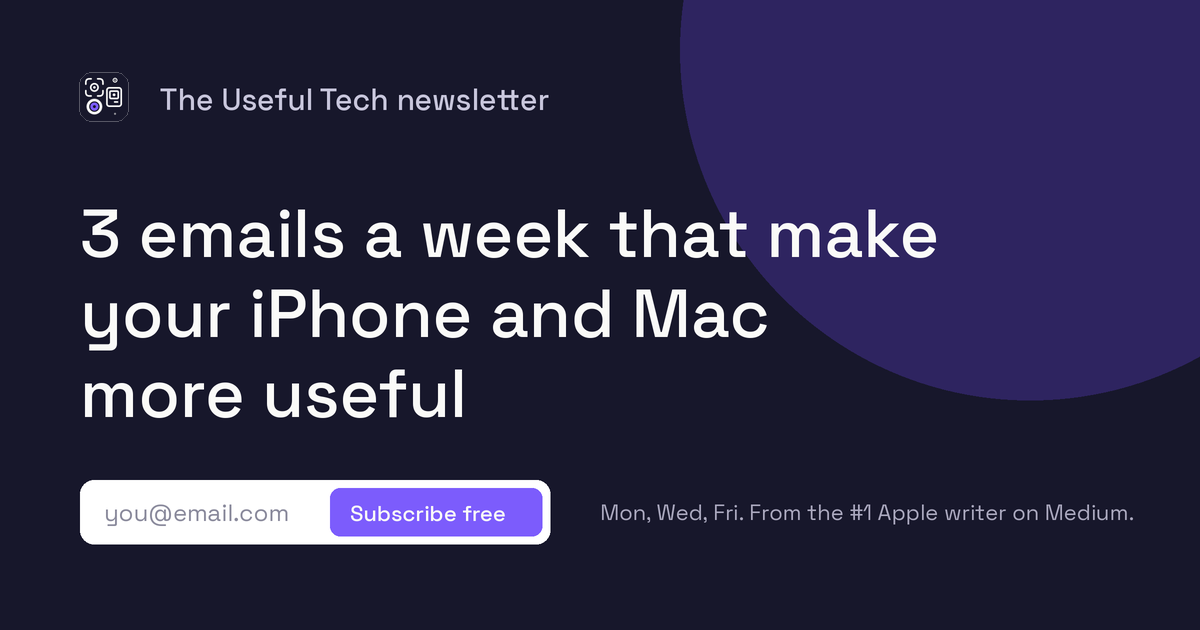 The Useful Tech newsletter
3 emails a week that make
your iPhone and Mac
more useful
you@email.com
Subscribe free
Mon, Wed, Fri. From the #1 Apple writer on Medium.